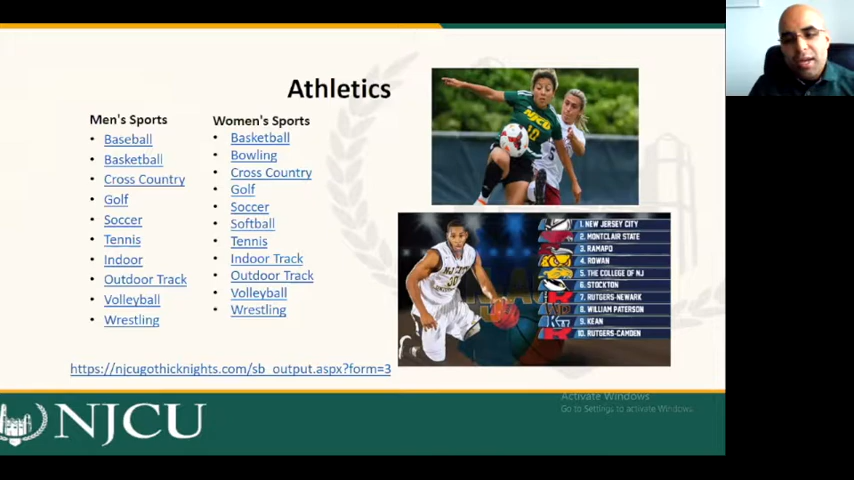 Athletics
Men's Sports
Baseball
Basketball
Cross Country
Golf
Soccer
Tennis
Indoor
Outdoor Track
Volleyball
Wrestling
Women's Sports
Basketball
Bowling
Cross Country
Golf
Soccer
Softball
Tennis
Indoor Track
Outdoor Track
Volleyball
Wrestling
https://njcugothicknights.com/sb_output.aspx?form=3
NJCU
10
1. NEW JERSEY CITY
2. MONTCLAIR STATE
3. RAMAPO
4. ROWAN
5. THE COLLEGE OF NJ
6. STOCKTON
7. RUTGERS-NEWARK
8. WILLIAM PATERSON
9. KEAN
10. RUTGERS-CAMDEN
NJCU
Activate Windows
Go to Settings to activate Windows.